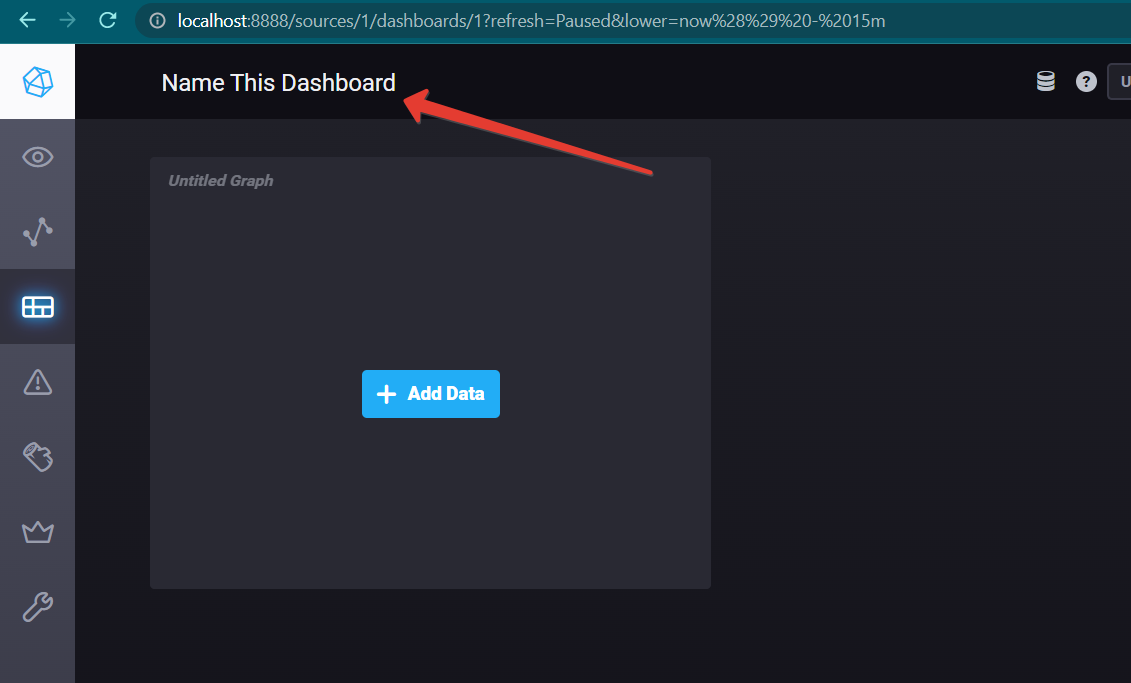 localhost:8888/sources/1/dashboards/1?refresh=Paused&lower=now%28%29%20-%2015m
Name This Dashboard
?
U
Untitled Graph
+ Add Data